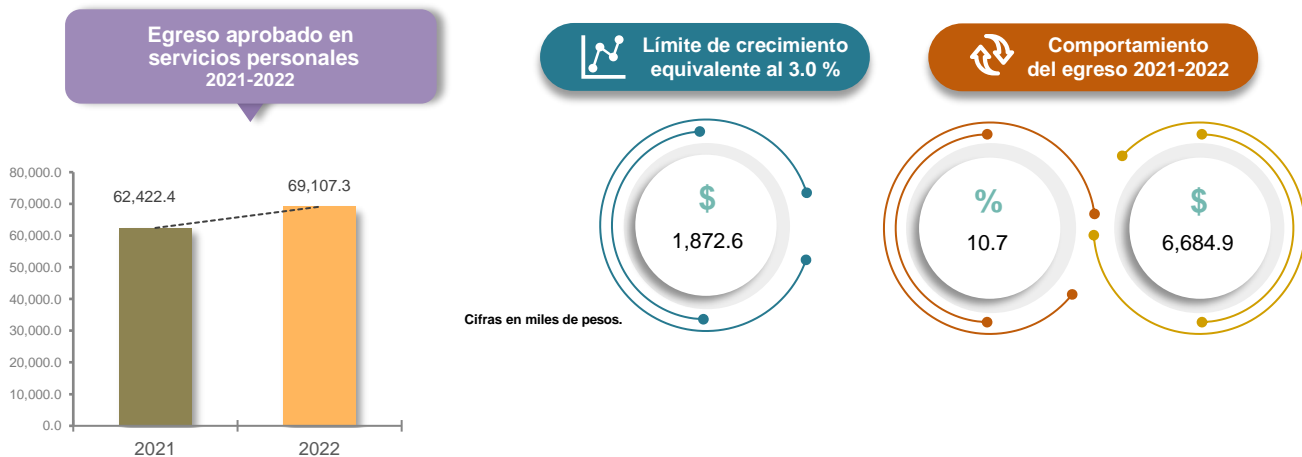 Egreso aprobado en
servicios personales
2021-2022
Límite de crecimiento
equivalente al 3.0 %
Comportamiento
del egreso 2021-2022
80,000.0
70,000.0
60,000.0
50,000.0
40,000.0
30,000.0
20,000.0
10,000.0
0.0
62,422.4
69,107.3
2021
2022
$
1,872.6
%
10.7
$
6,684.9
Cifras en miles de pesos.